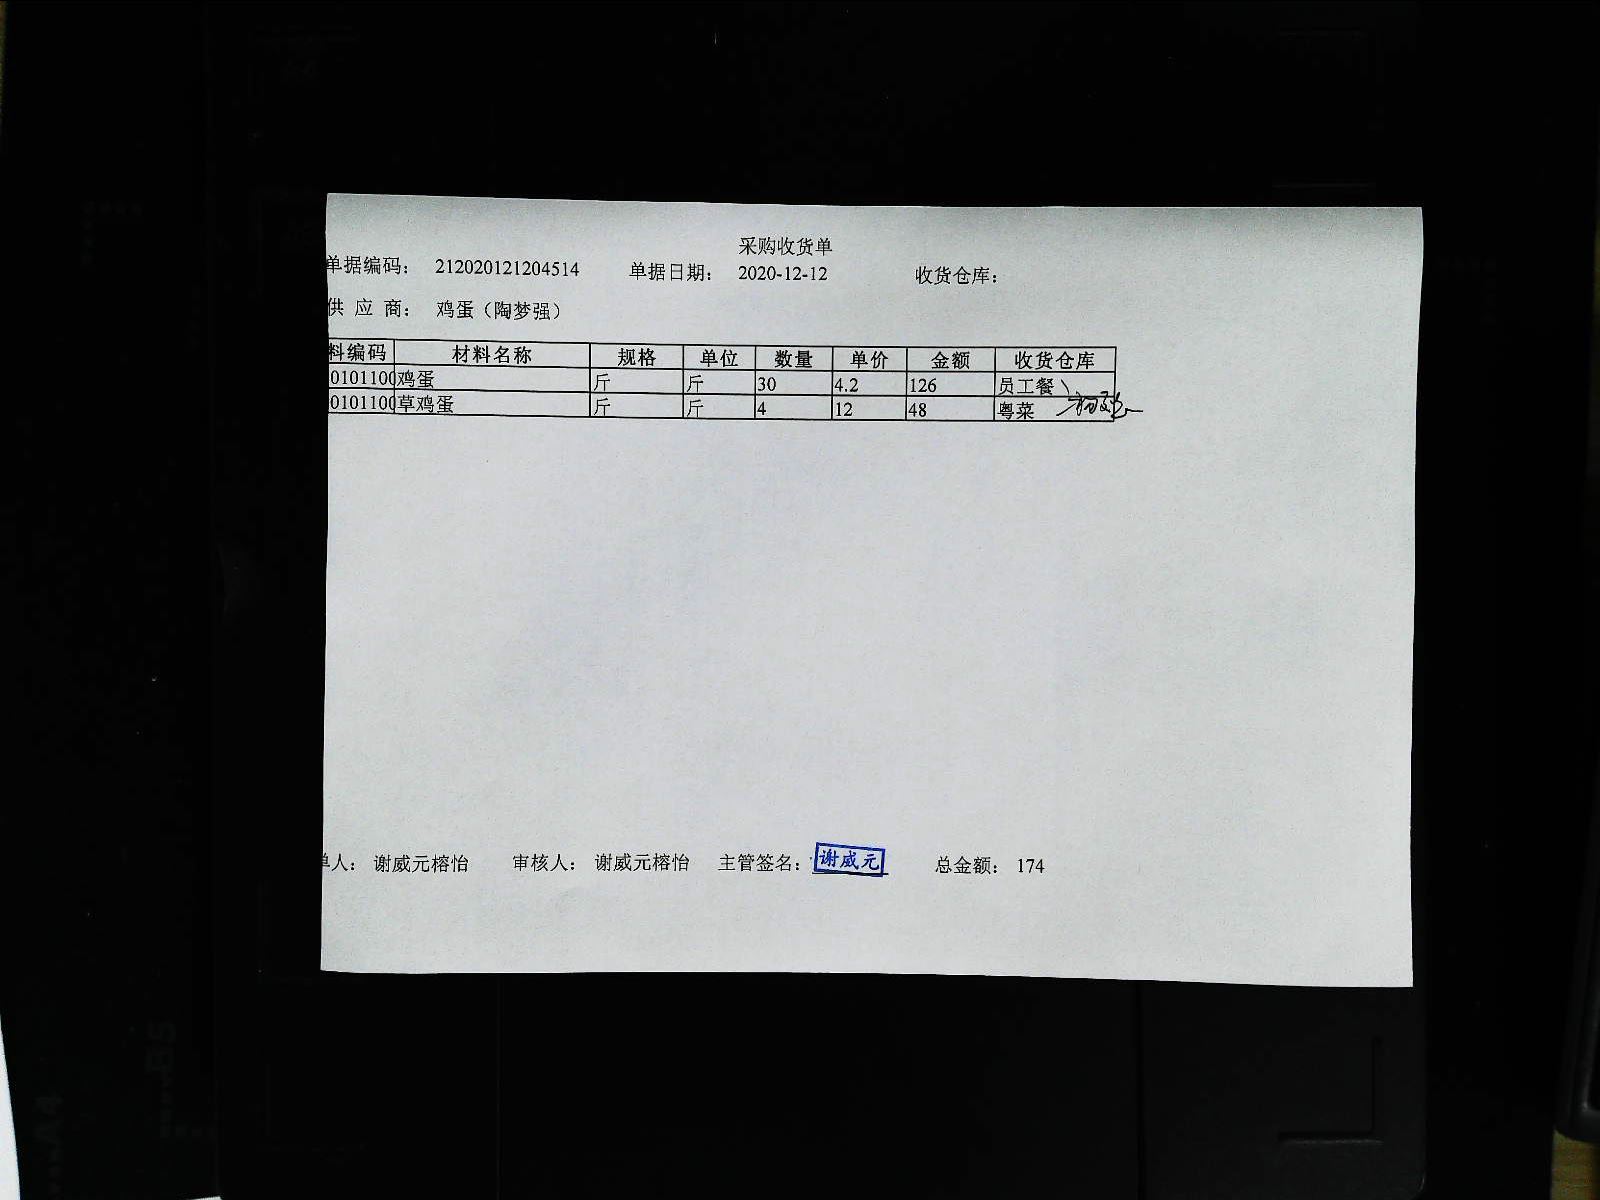 采购收货单
单据编码： 212020121204514 单据日期： 2020-12-12 收货仓库：
供 应 商： 鸡蛋（陶梦强）
料编码 材料名称 规格 单位 数量 单价 金额 收货仓库
0101100 鸡蛋 斤 斤 30 4.2 126 员工餐
0101100 草鸡蛋 斤 斤 4 12 48 粤菜
单人： 谢威元榕怡 审核人： 谢威元榕怡 主管签名： 谢威元 总金额： 174
B5
A4